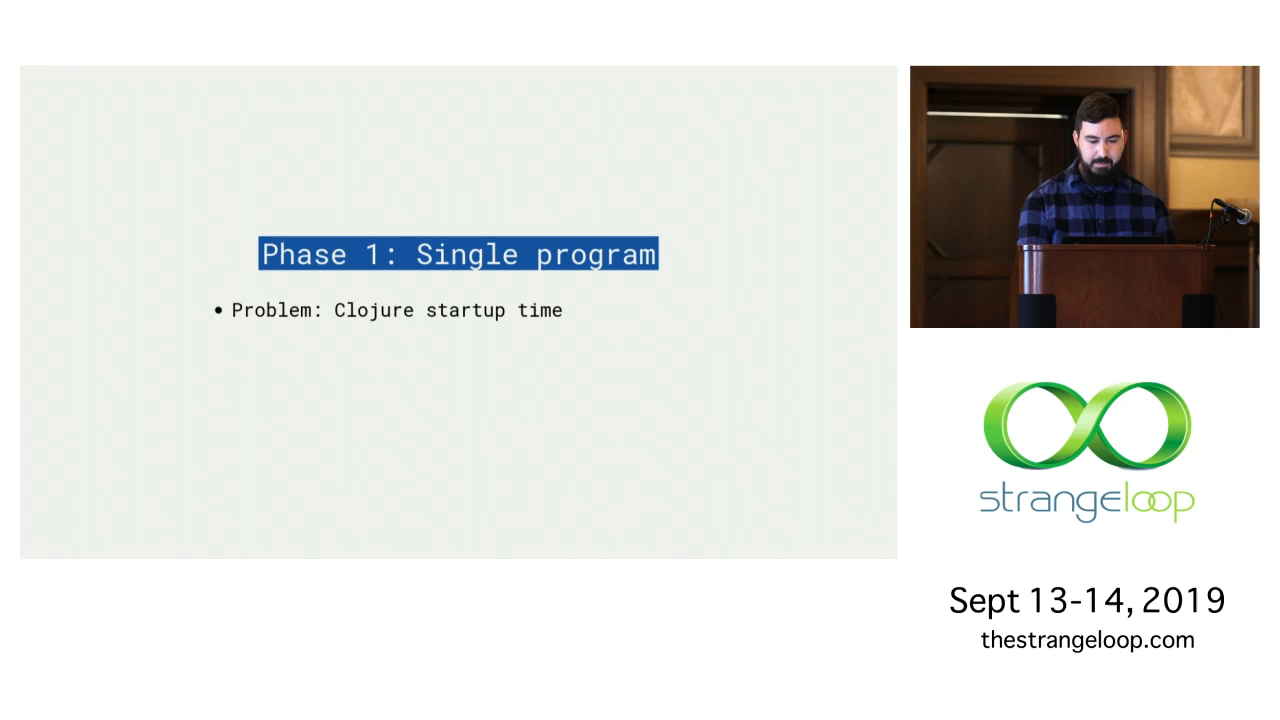 Phase 1: Single program
• Problem: Clojure startup time
strangeloop
Sept 13-14, 2019
thestrangeloop.com